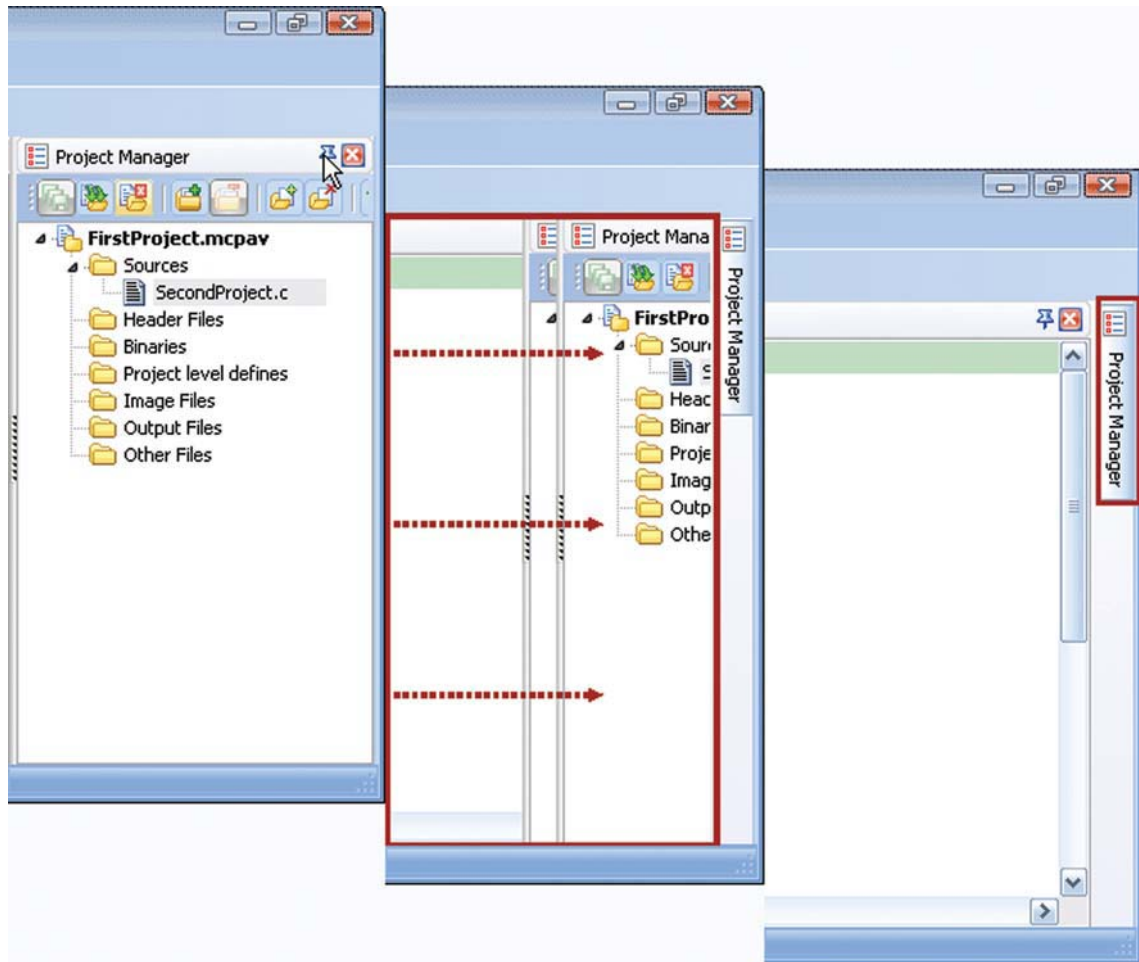 Project Manager
FirstProject.mcpav
Sources
SecondProject.c
Header Files
Binaries
Project level defines
Image Files
Output Files
Other Files
Project Mana
FirstPro
Sour
S
Heac
Binar
Proje
Imag
Outp
Othe
Project Manager
Project Manager